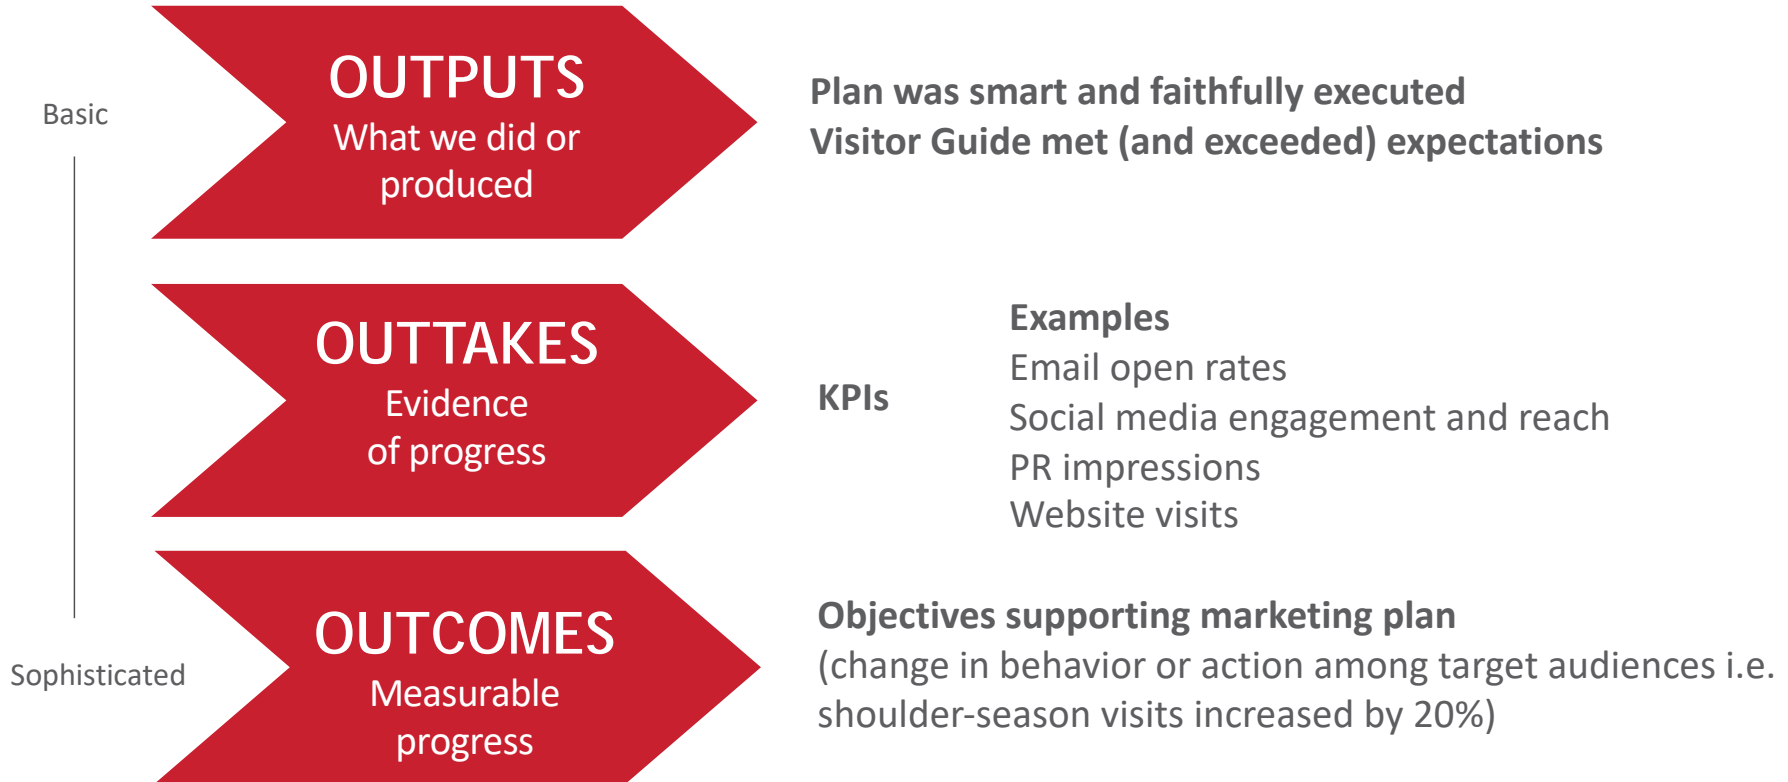 Basic
OUTPUTS
What we did or
produced
Plan was smart and faithfully executed
Visitor Guide met (and exceeded) expectations
OUTTAKES
Evidence
of progress
KPIs
Examples
Email open rates
Social media engagement and reach
PR impressions
Website visits
Sophisticated
OUTCOMES
Measurable
progress
Objectives supporting marketing plan
(change in behavior or action among target audiences i.e.
shoulder-season visits increased by 20%)